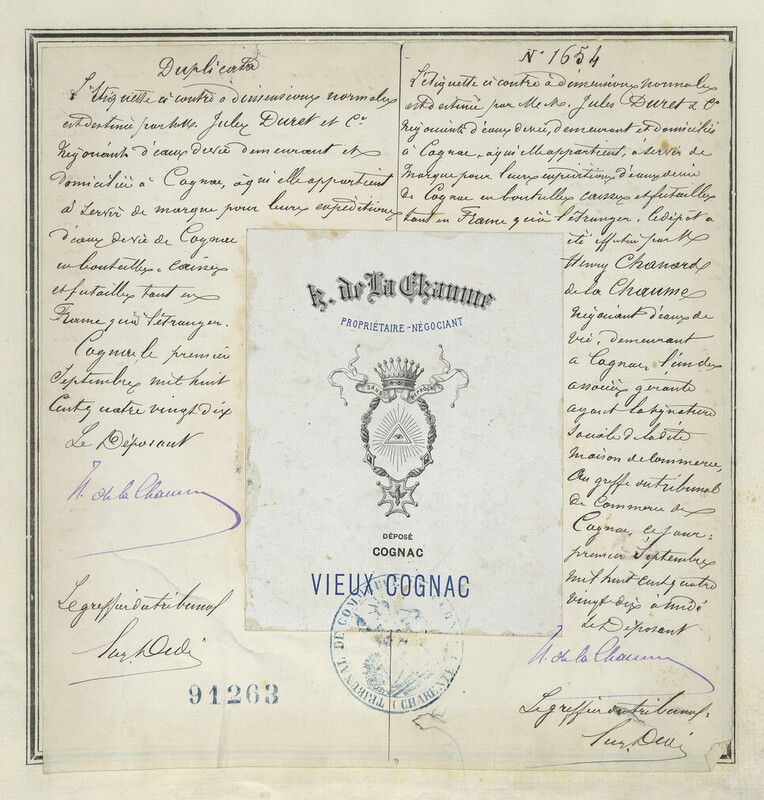 Duplicata
L'Etiquette ci contre à dimensions normales
est destinée par MM. Jules Duret et Cie
Négociants d'eaux de vie demeurant et
domiciliés à Cognac, à qui elle appartient
à servir de marque pour leurs expéditions
d'eaux de vie de Cognac
en bouteilles, caisses
et futailles tant en
France qu'à l'étranger.
Cognac le premier
Septembre mil huit
Cent quatre vingt dix
Le Déposant
H. de la Chaume
Le greffier du tribunal
91263
N° 1654
L'étiquette ci contre à dimensions normales
est destinée par MM. Jules Duret & Cie
Négociants d'eaux de vie, demeurant et domiciliés
à Cognac, à qui elle appartient, à servir de
marque pour leurs expéditions d'eaux de vie
de Cognac en bouteilles caisses et futailles
tant en France qu'à l'étranger. Le dépôt a
été effectué par M
Henry Chanard
de la Chaume
Négociant d'eaux de
vie, demeurant
à Cognac, l'un des
associés gérants
ayant la signature
sociale de la dite
maison de Commerce,
Au greffe du tribunal
de Commerce de
Cognac, ce jour
premier Septembre
mil huit cent quatre
vingt dix à midi
Le Déposant
H. de la Chaume
Le greffier du tribunal
H. de La Chaume
PROPRIÉTAIRE-NÉGOCIANT
SANS REPROCHE
DÉPOSÉ
COGNAC
VIEUX COGNAC
TRIBUNAL DE COMMERCE
(CHARENTE)